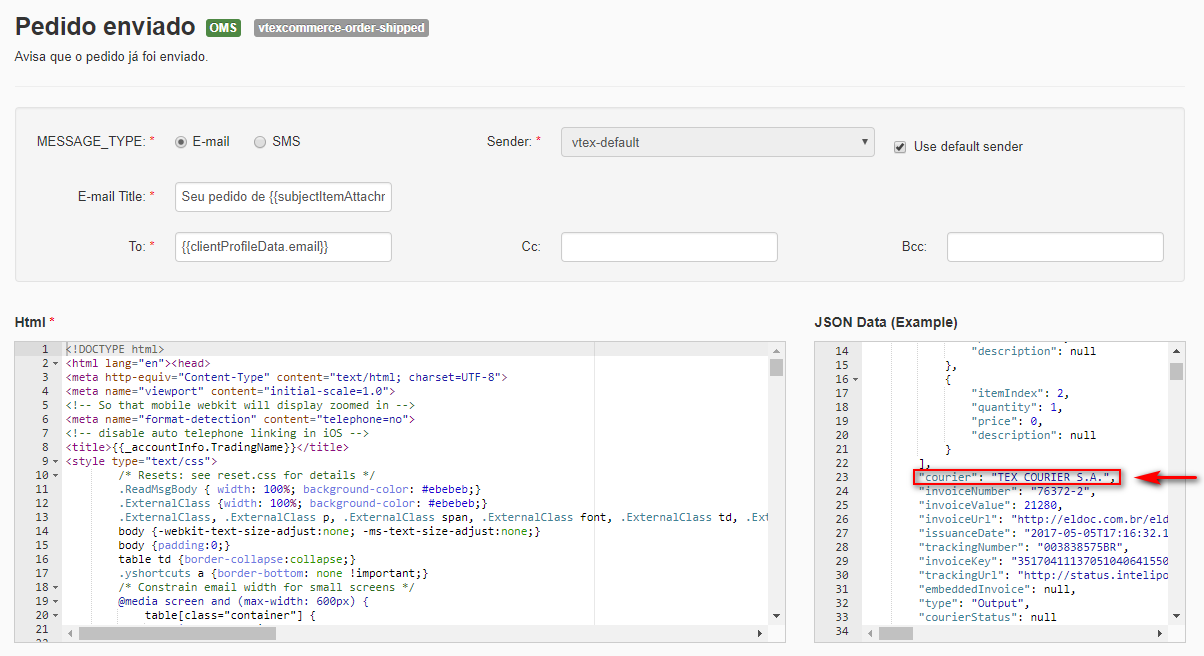 Pedido enviado OMS vtexcommerce-order-shipped
Avisa que o pedido já foi enviado.
MESSAGE_TYPE: * E-mail SMS Sender: * vtex-default Use default sender
E-mail Title: * Seu pedido de {{subjectItemAttachr
To: * {{clientProfileData.email}} Cc: Bcc:
Html *
1 <!DOCTYPE html>
2 <html lang="en"><head>
3 <meta http-equiv="Content-Type" content="text/html; charset=UTF-8">
4 <meta name="viewport" content="initial-scale=1.0">
5 <!-- So that mobile webkit will display zoomed in -->
6 <meta name="format-detection" content="telephone=no">
7 <!-- disable auto telephone linking in iOS -->
8 <title>{{_accountInfo.TradingName}}</title>
9 <style type="text/css">
10 /* Resets: see reset.css for details */
11 .ReadMsgBody { width: 100%; background-color: #ebebeb;}
12 .ExternalClass {width: 100%; background-color: #ebebeb;}
13 .ExternalClass, .ExternalClass p, .ExternalClass span, .ExternalClass font, .ExternalClass td, .Ext
14 body {-webkit-text-size-adjust:none; -ms-text-size-adjust:none;}
15 body {padding:0;}
16 table td {border-collapse:collapse;}
17 .yshortcuts a {border-bottom: none !important;}
18 /* Constrain email width for small screens */
19 @media screen and (max-width: 600px) {
20 table[class="container"] {
21
JSON Data (Example)
14 "description": null
15 },
16 {
17 "itemIndex": 2,
18 "quantity": 1,
19 "price": 0,
20 "description": null
21 }
22 ],
23 "courier": "TEX COURIER S.A.",
24 "invoiceNumber": "76372-2",
25 "invoiceValue": 21280,
26 "invoiceUrl": "http://eldoc.com.br/eld
27 "issuanceDate": "2017-05-05T17:16:32.1
28 "trackingNumber": "003838575BR",
29 "invoiceKey": "3517041113705104064155​0
30 "trackingUrl": "http://status.intelipo
31 "embeddedInvoice": null,
32 "type": "Output",
33 "courierStatus": null
34